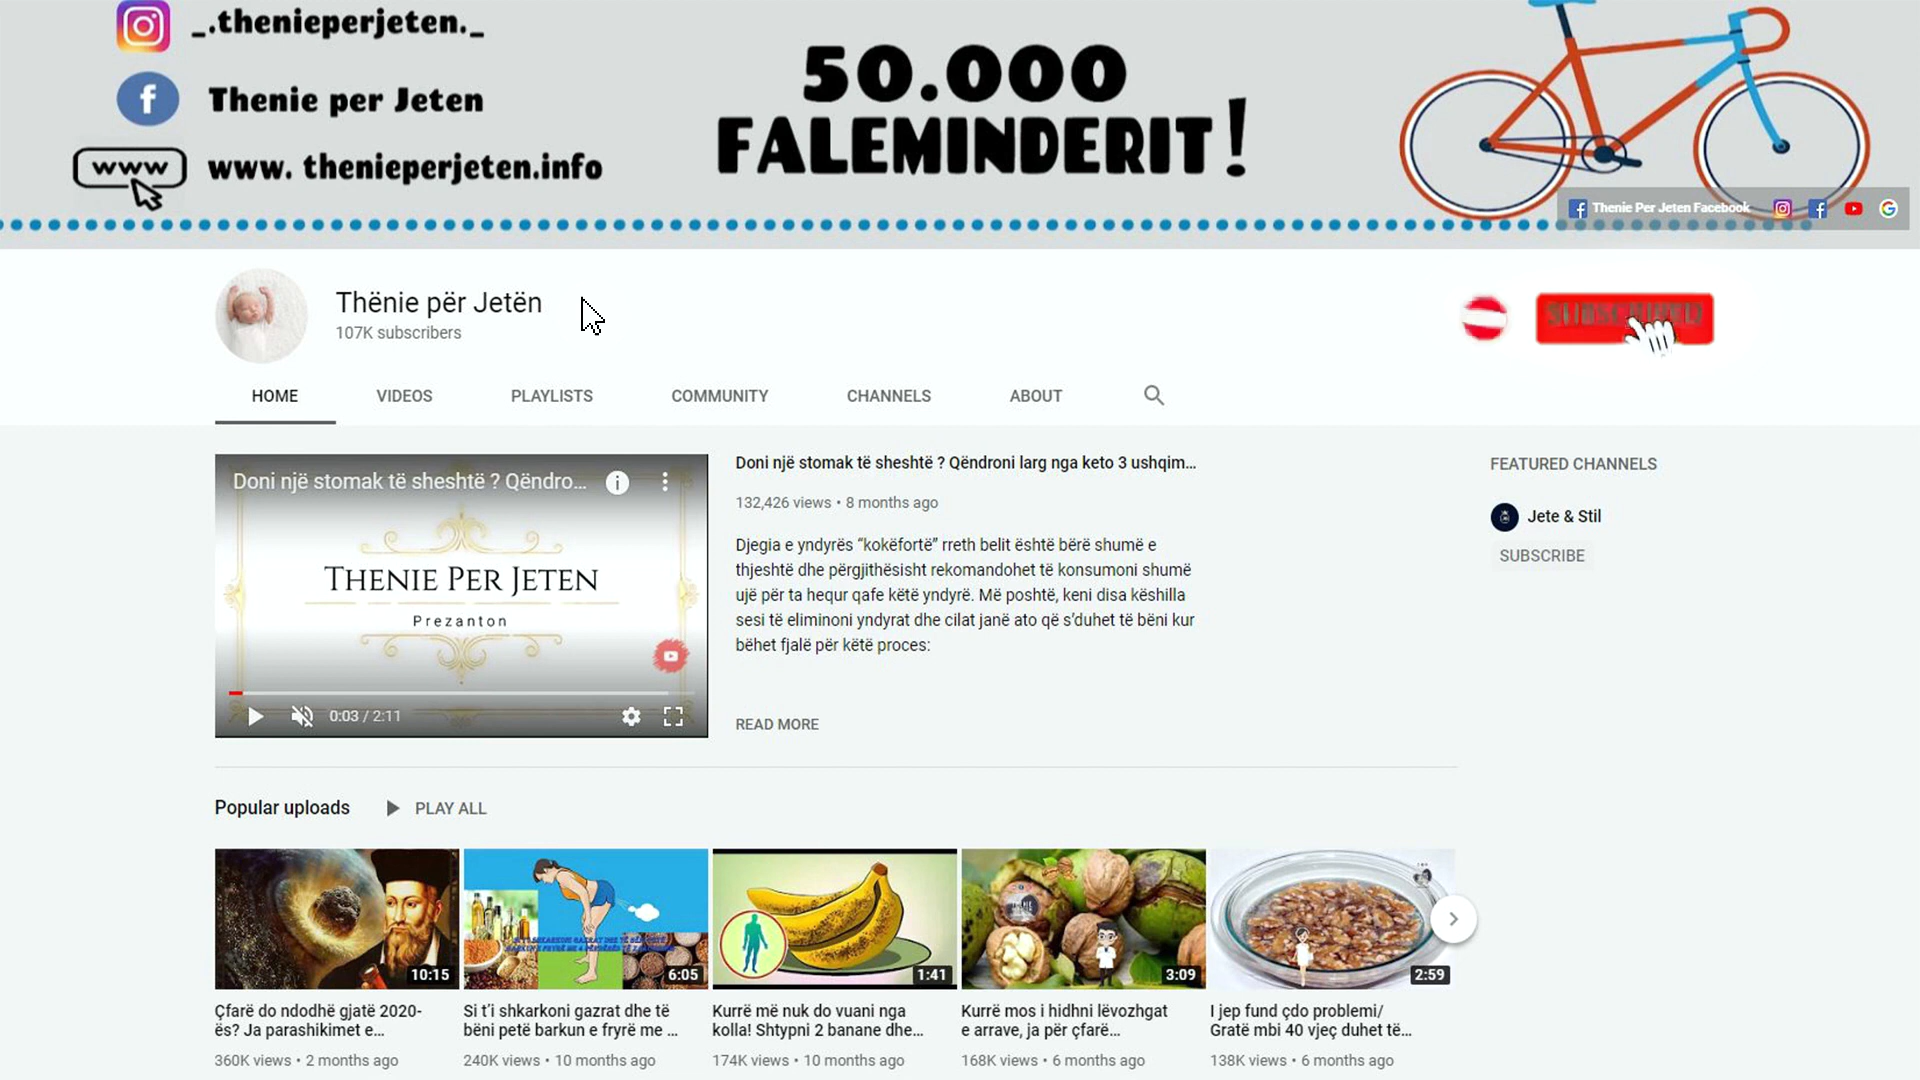 _.thenieperjeten._
Thenie per Jeten
www
www. thenieperjeten.info
50.000
FALEMINDERIT!
Thenie Per Jeten Facebook
Thënie për Jetën
107K subscribers
HOME
VIDEOS
PLAYLISTS
COMMUNITY
CHANNELS
ABOUT
Doni një stomak të sheshtë ? Qëndro...
THENIE PER JETEN
Prezanton
0:03 / 2:11
Doni një stomak të sheshtë ? Qëndroni larg nga keto 3 ushqim...
132,426 views • 8 months ago
Djegia e yndyrës “kokëfortë” rreth belit është bërë shumë e
thjeshtë dhe përgjithësisht rekomandohet të konsumoni shumë
ujë për ta hequr qafe këtë yndyrë. Më poshtë, keni disa këshilla
sesi të eliminoni yndyrat dhe cilat janë ato që s’duhet të bëni kur
bëhet fjalë për këtë proces:
READ MORE
FEATURED CHANNELS
Jete & Stil
SUBSCRIBE
Popular uploads
PLAY ALL
10:15
6:05
1:41
3:09
2:59
Çfarë do ndodhë gjatë 2020-
ës? Ja parashikimet e...
360K views • 2 months ago
Si t’i shkarkoni gazrat dhe të
bëni petë barkun e fryrë me ...
240K views • 10 months ago
Kurrë më nuk do vuani nga
kolla! Shtypni 2 banane dhe...
174K views • 10 months ago
Kurrë mos i hidhni lëvozhgat
e arrave, ja për çfarë...
168K views • 6 months ago
I jep fund çdo problemi/
Gratë mbi 40 vjeç duhet të...
138K views • 6 months ago